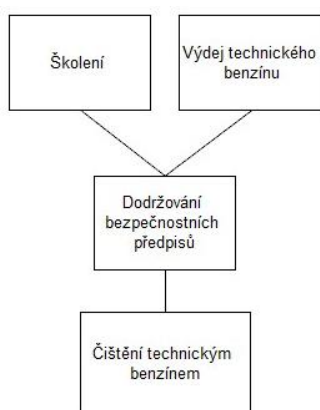 Školení
Výdej technického
benzínu
Dodržování
bezpečnostních
předpisů
Čištění technickým
benzínem